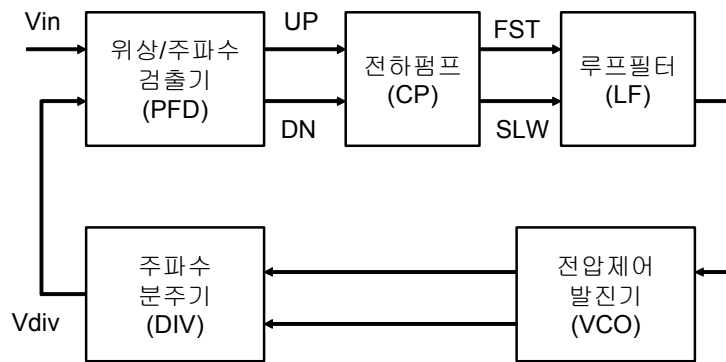 Vin
위상/주파수
검출기
(PFD)
UP
DN
전하펌프
(CP)
FST
SLW
루프필터
(LF)
Vdiv
주파수
분주기
(DIV)
전압제어
발진기
(VCO)